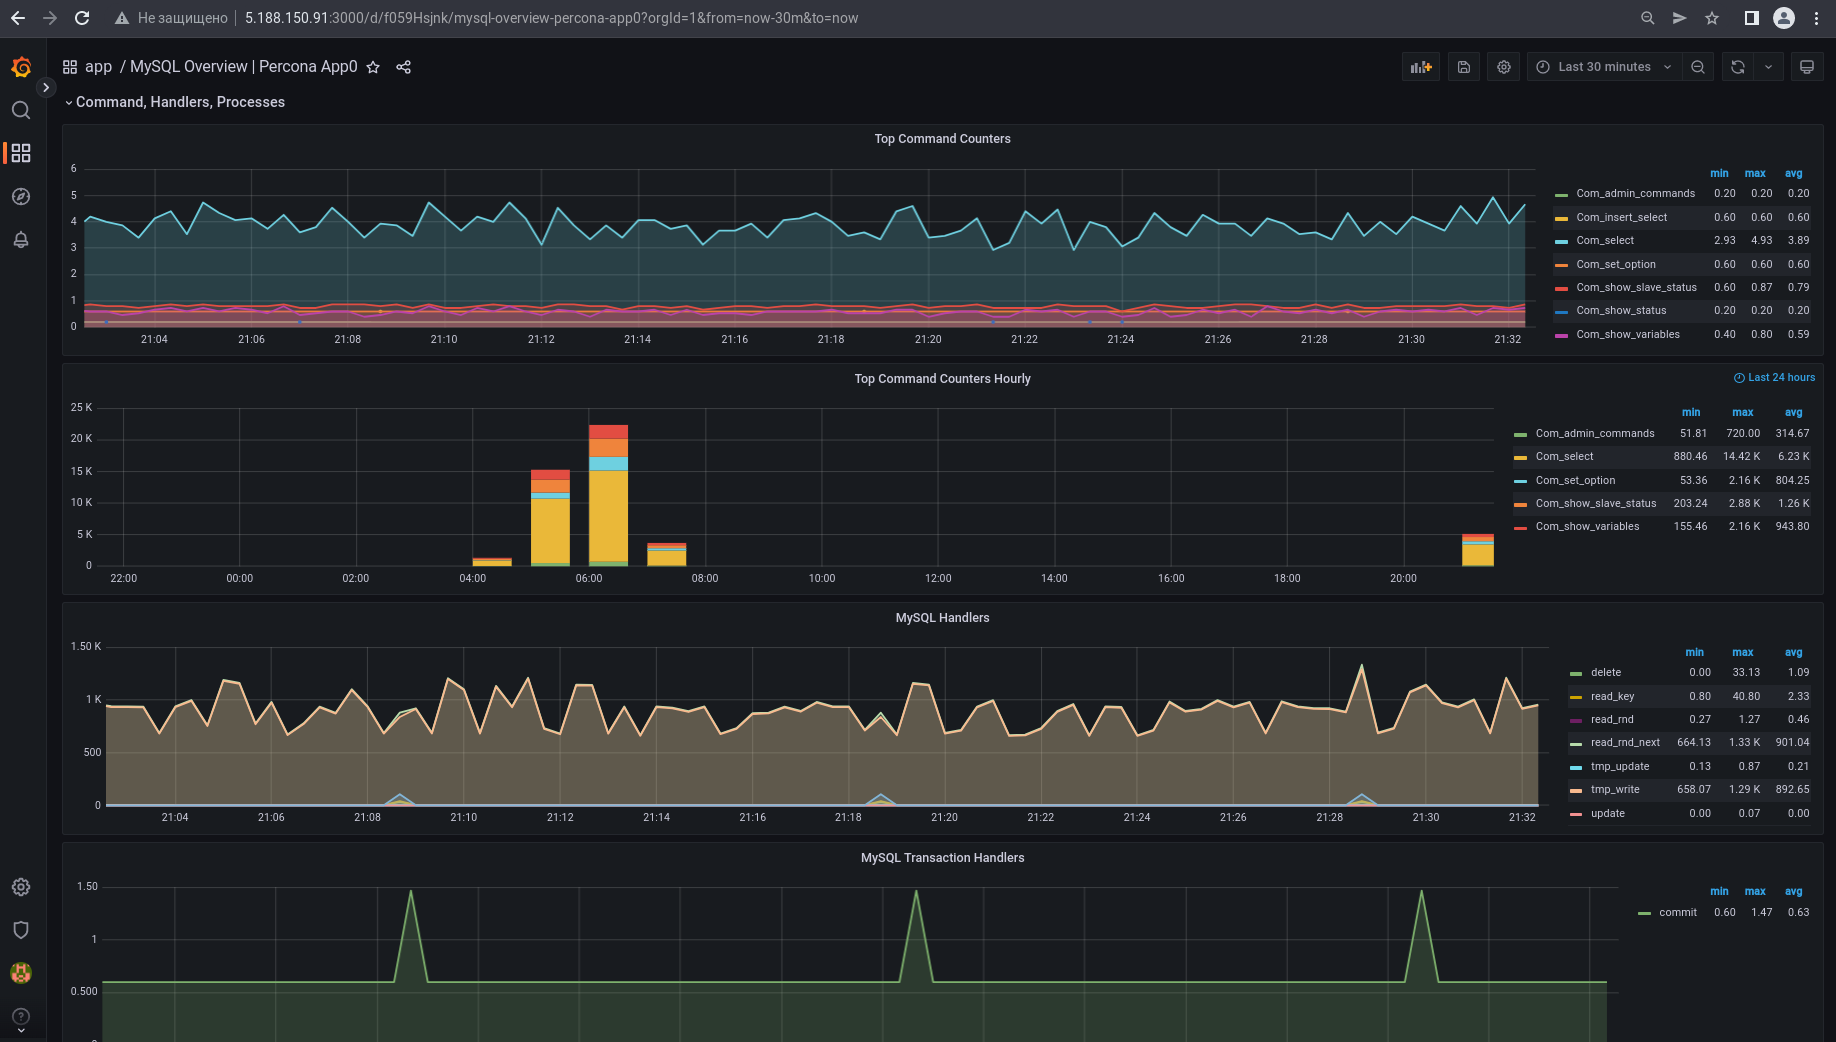 Не защищено
5.188.150.91:3000/d/f059Hsjnk/mysql-overview-percona-app0?orgId=1&from=now-30m&to=now
app / MySQL Overview | Percona App0
Last 30 minutes
Command, Handlers, Processes
Top Command Counters
6
5
4
3
2
1
0
21:04 21:06 21:08 21:10 21:12 21:14 21:16 21:18 21:20 21:22 21:24 21:26 21:28 21:30 21:32
min max avg
Com_admin_commands 0.20 0.20 0.20
Com_insert_select 0.60 0.60 0.60
Com_select 2.93 4.93 3.89
Com_set_option 0.60 0.60 0.60
Com_show_slave_status 0.60 0.87 0.79
Com_show_status 0.20 0.20 0.20
Com_show_variables 0.40 0.80 0.59
Top Command Counters Hourly
Last 24 hours
25 K
20 K
15 K
10 K
5 K
0
22:00 00:00 02:00 04:00 06:00 08:00 10:00 12:00 14:00 16:00 18:00 20:00
min max avg
Com_admin_commands 51.81 720.00 314.67
Com_select 880.46 14.42 K 6.23 K
Com_set_option 53.36 2.16 K 804.25
Com_show_slave_status 203.24 2.88 K 1.26 K
Com_show_variables 155.46 2.16 K 943.80
MySQL Handlers
1.50 K
1 K
500
0
21:04 21:06 21:08 21:10 21:12 21:14 21:16 21:18 21:20 21:22 21:24 21:26 21:28 21:30 21:32
min max avg
delete 0.00 33.13 1.09
read_key 0.80 40.80 2.33
read_rnd 0.27 1.27 0.46
read_rnd_next 664.13 1.33 K 901.04
tmp_update 0.13 0.87 0.21
tmp_write 658.07 1.29 K 892.65
update 0.00 0.07 0.00
MySQL Transaction Handlers
1.50
1
0.500
min max avg
commit 0.60 1.47 0.63